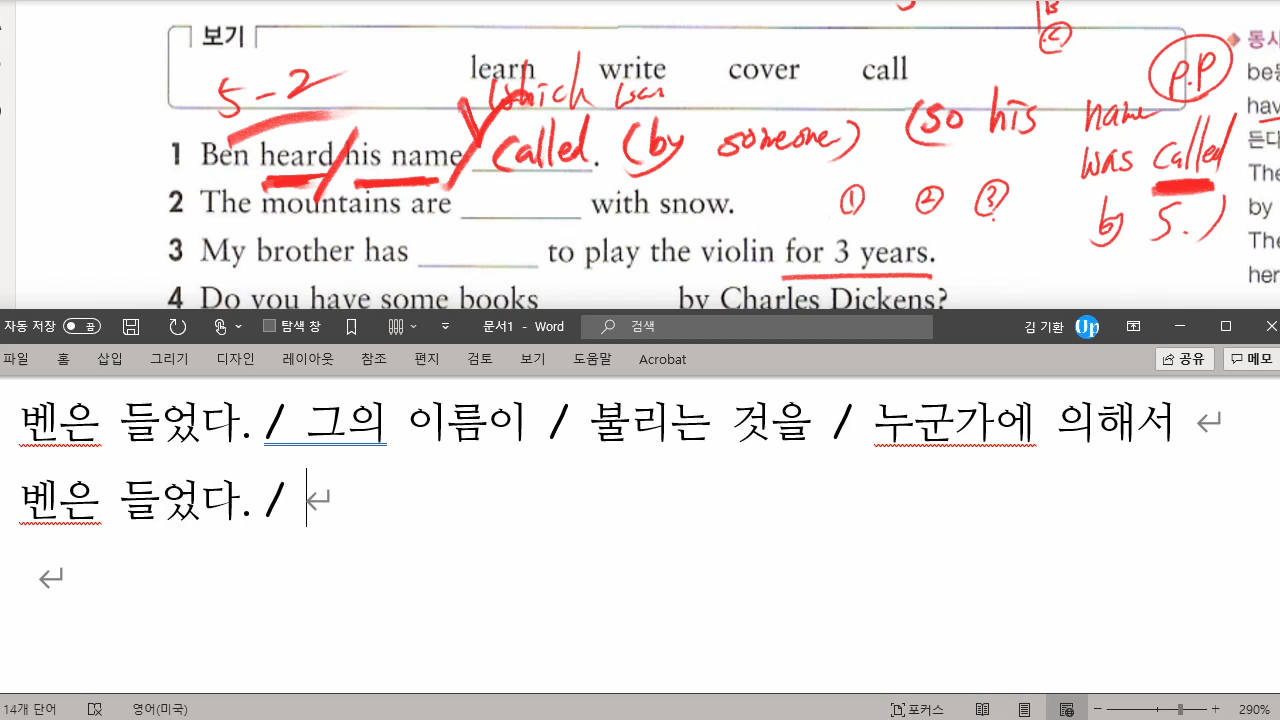 보기
learn write cover call
p.p
5-2
which was
1 Ben heard / his name / called. (by someone) (so his name
was called
by S.)
2 The mountains are ________ with snow.
① ② ③
3 My brother has ________ to play the violin for 3 years.
4 Do you have some books ________ by Charles Dickens?
동사
be동
hav
든다
The
by
The
her
자동 저장 끔 탐색 창 문서1 - Word 검색 김 기환 Up
파일 홈 삽입 그리기 디자인 레이아웃 참조 편지 검토 보기 도움말 Acrobat 공유 메모
벤은 들었다. / 그의 이름이 / 불리는 것을 / 누군가에 의해서
벤은 들었다. /
14개 단어 영어(미국) 포커스 290%